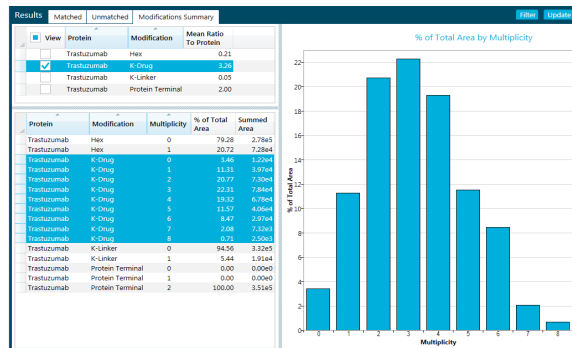 Results Matched Unmatched Modifications Summary Filter Update
View Protein Modification Mean Ratio To Protein
Trastuzumab Hex 0.21
Trastuzumab K-Drug 3.26
Trastuzumab K-Linker 0.05
Trastuzumab Protein Terminal 2.00
Protein Modification Multiplicity % of Total Area Summed Area
Trastuzumab Hex 0 79.28 2.78e5
Trastuzumab Hex 1 20.72 7.28e4
Trastuzumab K-Drug 0 3.46 1.22e4
Trastuzumab K-Drug 1 11.31 3.97e4
Trastuzumab K-Drug 2 20.77 7.30e4
Trastuzumab K-Drug 3 22.31 7.84e4
Trastuzumab K-Drug 4 19.32 6.78e4
Trastuzumab K-Drug 5 11.57 4.06e4
Trastuzumab K-Drug 6 8.47 2.97e4
Trastuzumab K-Drug 7 2.08 7.32e3
Trastuzumab K-Drug 8 0.71 2.50e3
Trastuzumab K-Linker 0 94.56 3.32e5
Trastuzumab K-Linker 1 5.44 1.91e4
Trastuzumab Protein Terminal 0 0.00 0.00e0
Trastuzumab Protein Terminal 1 0.00 0.00e0
Trastuzumab Protein Terminal 2 100.00 3.51e5
% of Total Area by Multiplicity
% of Total Area
22
20
18
16
14
12
10
8
6
4
2
0
0 1 2 3 4 5 6 7 8
Multiplicity